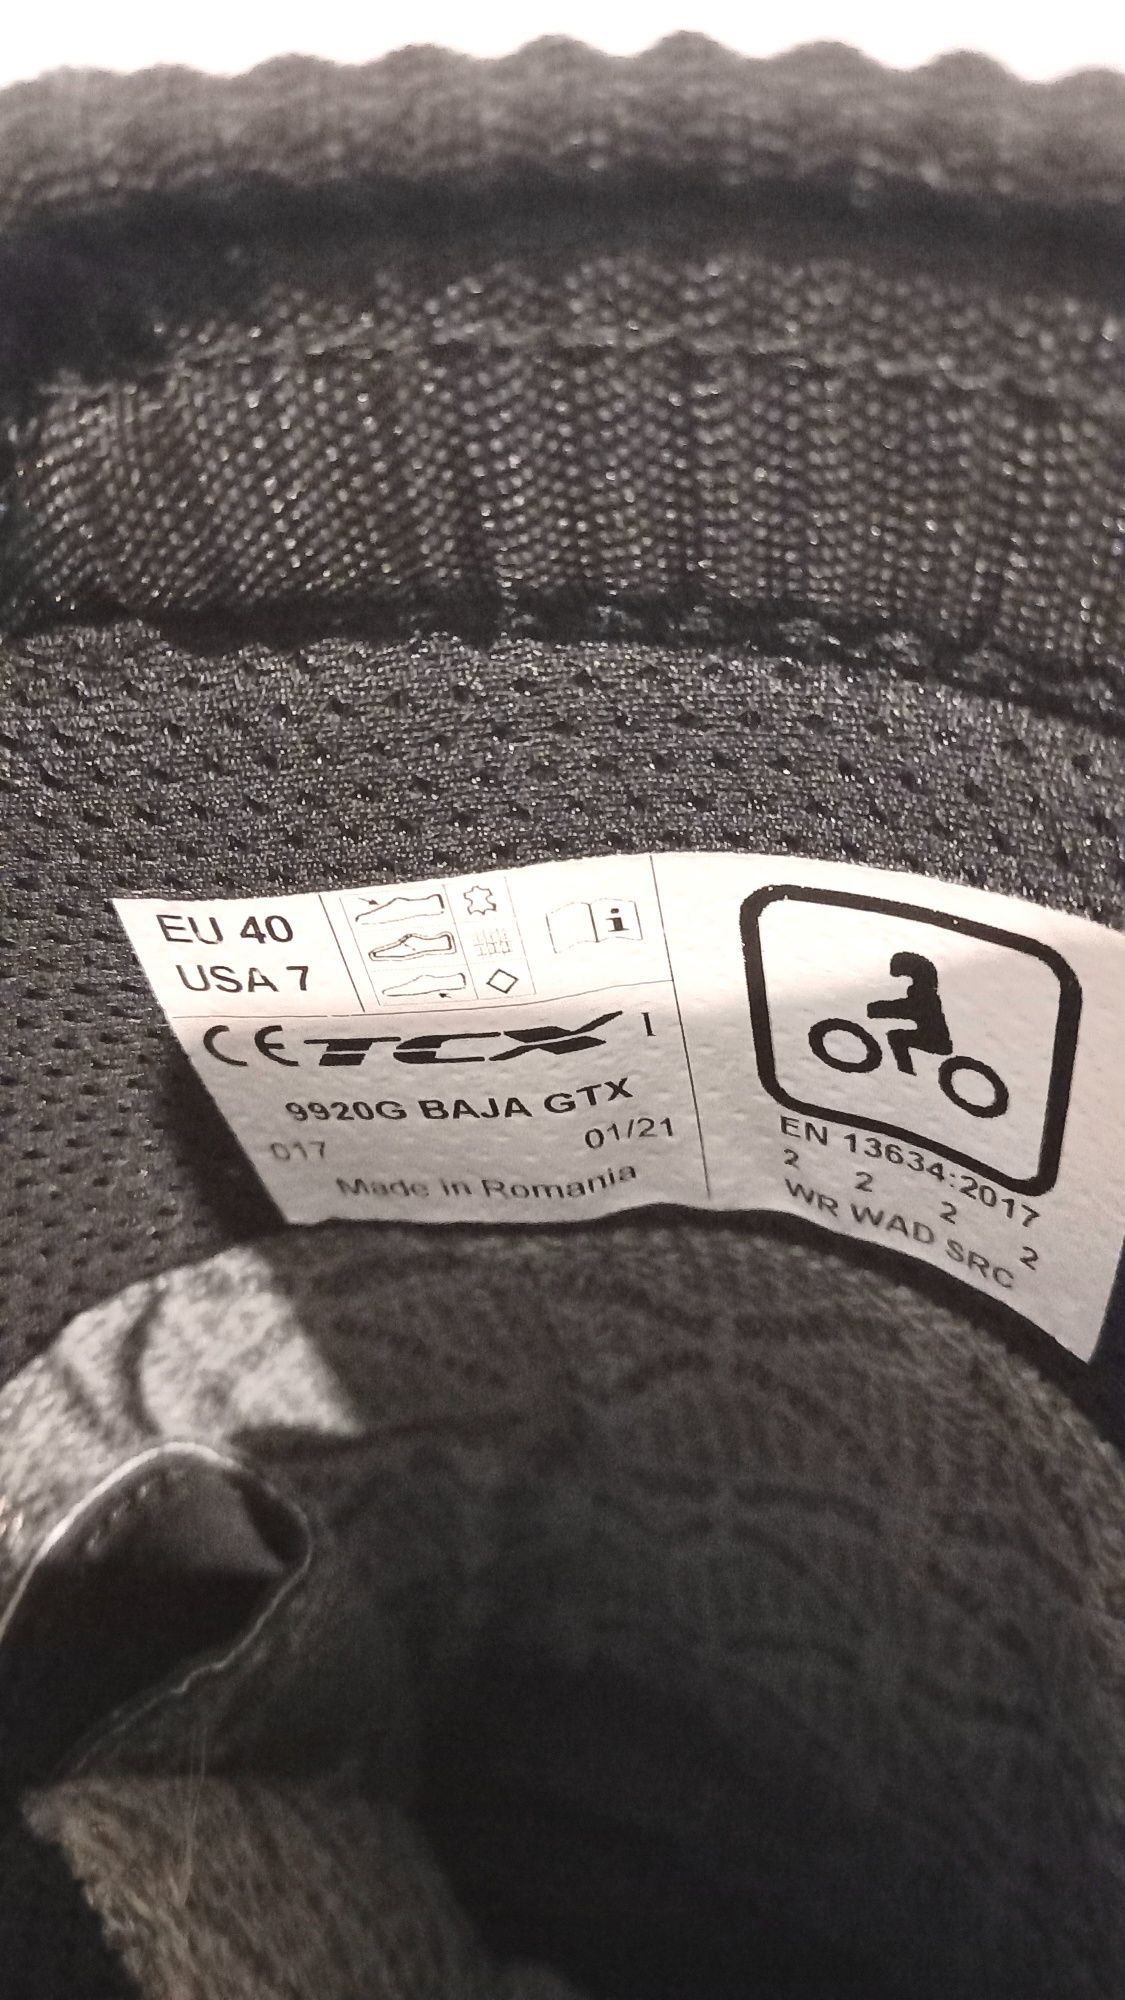 EU 40
USA 7
i
CE TCX I
9920G BAJA GTX
017 01/21
Made in Romania
EN 13634:2017
2 2 2 2
WR WAD SRC